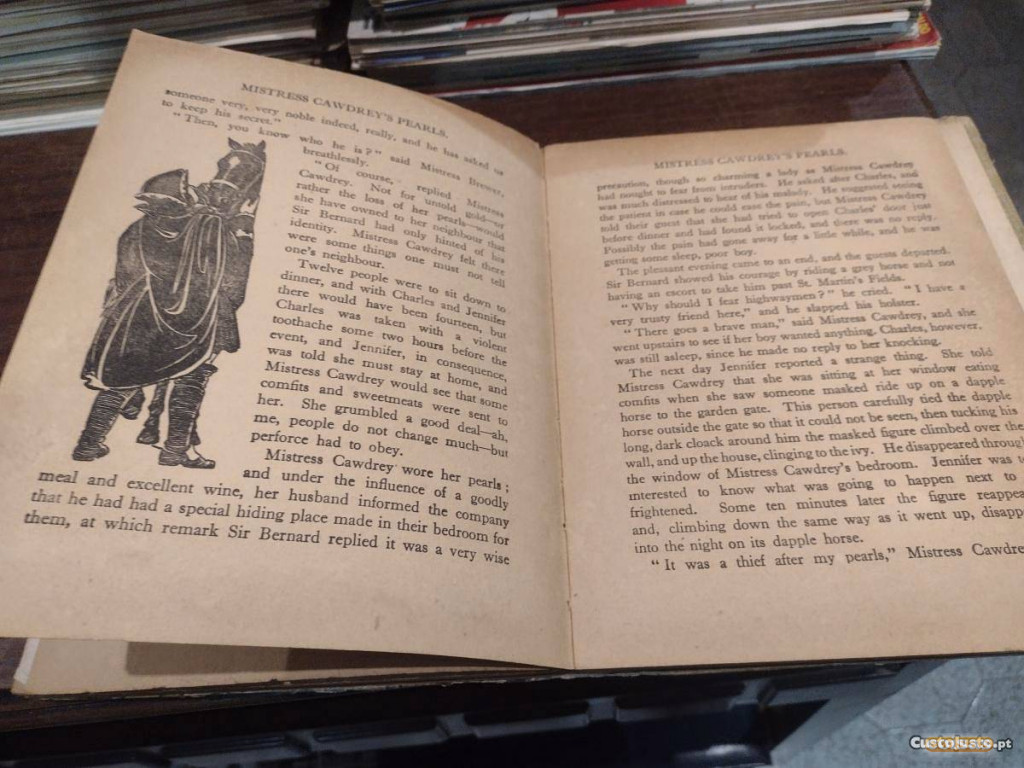 MISTRESS CAWDREY'S PEARLS.
someone very, very noble indeed, really, and he has asked us
to keep his secret."
"Then, you know who he is?" said Mistress Brewer,
breathlessly.
"Of course, replied Mistress
Cawdrey. Not for untold gold—or
rather the loss of her pearls—would
she have owned to her neighbour that
Sir Bernard had only hinted of his
identity. Mistress Cawdrey felt there
were some things one must not tell
one's neighbour.
Twelve people were to sit down to
dinner, and with Charles and Jennifer
there would have been fourteen, but
Charles was taken with a violent
toothache some two hours before the
event, and Jennifer, in consequence,
was told she must stay at home, and
Mistress Cawdrey would see that some
comfits and sweetmeats were sent to
her. She grumbled a good deal—ah,
me, people do not change much—but
perforce had to obey.
Mistress Cawdrey wore her pearls;
and under the influence of a goodly
meal and excellent wine, her husband informed the company
that he had had a special hiding place made in their bedroom for
them, at which remark Sir Bernard replied it was a very wise
MISTRESS CAWDREY'S PEARLS.
precaution, though so charming a lady as Mistress Cawdrey
had nought to fear from intruders. He asked after Charles, and
was much distressed to hear of his malady. He suggested seeing
the patient in case he could ease the pain, but Mistress Cawdrey
told their guest that she had tried to open Charles' door just
before dinner and had found it locked, and there was no reply.
Possibly the pain had gone away for a little while, and he was
getting some sleep, poor boy.
The pleasant evening came to an end, and the guests departed.
Sir Bernard showed his courage by riding a grey horse and not
having an escort to take him past St. Martin's Fields.
"Why should I fear highwaymen?" he cried. "I have a
very trusty friend here," and he slapped his holster.
"There goes a brave man," said Mistress Cawdrey, and she
went upstairs to see if her boy wanted anything. Charles, however,
was still asleep, since he made no reply to her knocking.
The next day Jennifer reported a strange thing. She told
Mistress Cawdrey that she was sitting at her window eating
comfits when she saw someone masked ride up on a dapple
horse to the garden gate. This person carefully tied the dapple
horse outside the gate so that it could not be seen, then tucking his
long, dark cloack around him the masked figure climbed over the
wall, and up the house, clinging to the ivy. He disappeared through
the window of Mistress Cawdrey's bedroom. Jennifer was to
interested to know what was going to happen next to
frightened. Some ten minutes later the figure reappea
and, climbing down the same way as it went up, disapp
into the night on its dapple horse.
"It was a thief after my pearls," Mistress Cawdre
Custojusto.pt